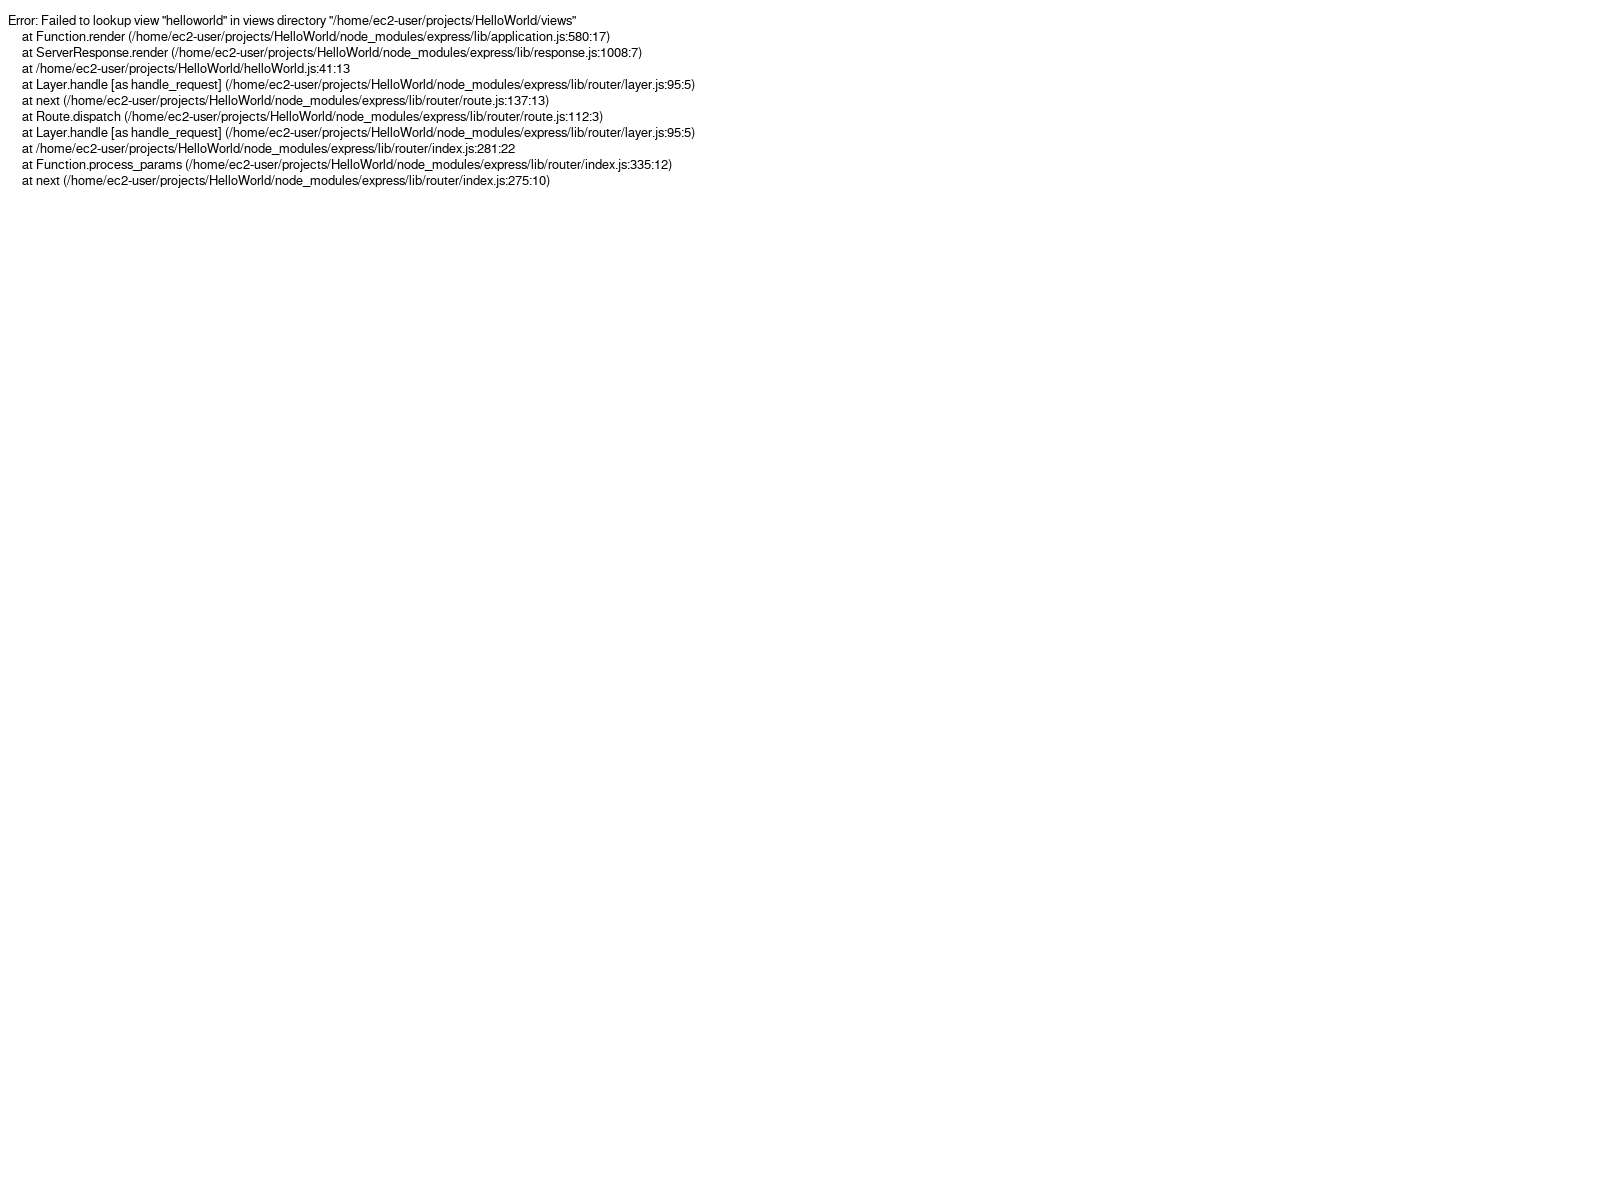 Error: Failed to lookup view "helloworld" in views directory "/home/ec2-user/projects/HelloWorld/views"
at Function.render (/home/ec2-user/projects/HelloWorld/node_modules/express/lib/application.js:580:17)
at ServerResponse.render (/home/ec2-user/projects/HelloWorld/node_modules/express/lib/response.js:1008:7)
at /home/ec2-user/projects/HelloWorld/helloWorld.js:41:13
at Layer.handle [as handle_request] (/home/ec2-user/projects/HelloWorld/node_modules/express/lib/router/layer.js:95:5)
at next (/home/ec2-user/projects/HelloWorld/node_modules/express/lib/router/route.js:137:13)
at Route.dispatch (/home/ec2-user/projects/HelloWorld/node_modules/express/lib/router/route.js:112:3)
at Layer.handle [as handle_request] (/home/ec2-user/projects/HelloWorld/node_modules/express/lib/router/layer.js:95:5)
at /home/ec2-user/projects/HelloWorld/node_modules/express/lib/router/index.js:281:22
at Function.process_params (/home/ec2-user/projects/HelloWorld/node_modules/express/lib/router/index.js:335:12)
at next (/home/ec2-user/projects/HelloWorld/node_modules/express/lib/router/index.js:275:10)